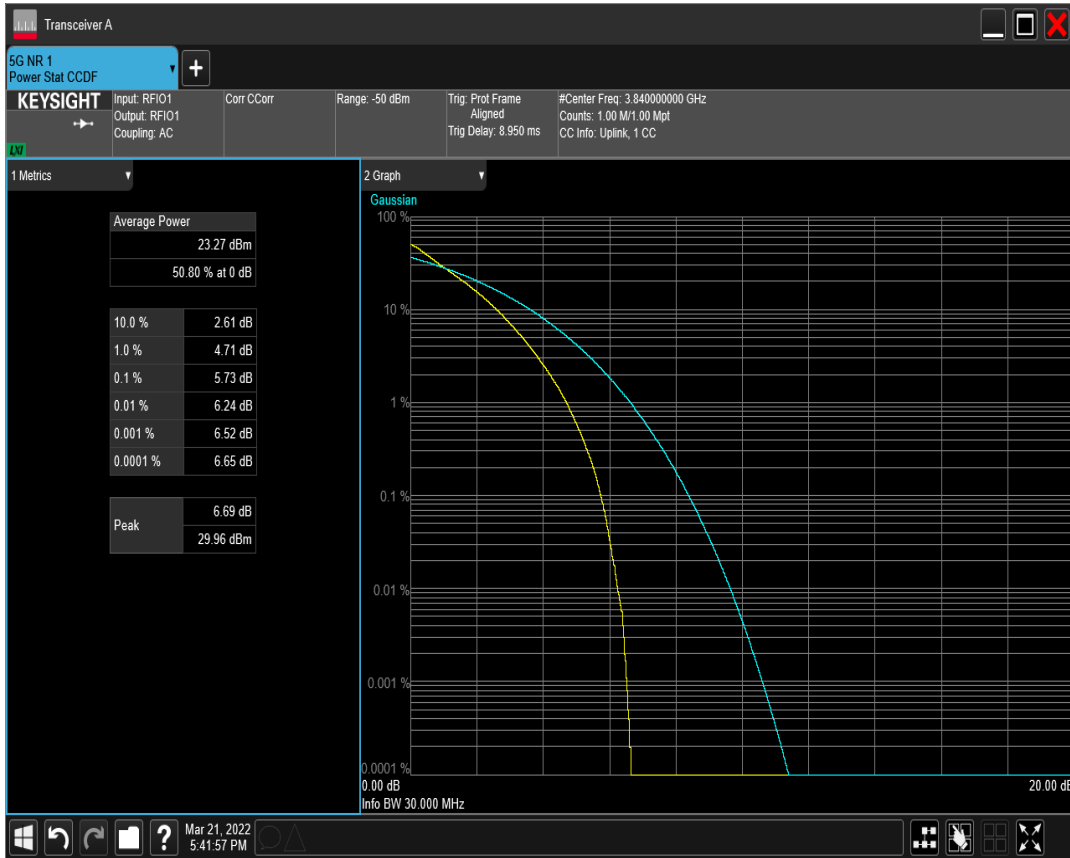 Transceiver A
5G NR 1
Power Stat CCDF
KEYSIGHT
LXI
Input: RFIO1
Output: RFIO1
Coupling: AC
Corr CCorr
Range: -50 dBm
Trig: Prot Frame
Aligned
Trig Delay: 8.950 ms
#Center Freq: 3.840000000 GHz
Counts: 1.00 M/1.00 Mpt
CC Info: Uplink, 1 CC
1 Metrics
Average Power
23.27 dBm
50.80 % at 0 dB
10.0 % 2.61 dB
1.0 % 4.71 dB
0.1 % 5.73 dB
0.01 % 6.24 dB
0.001 % 6.52 dB
0.0001 % 6.65 dB
Peak
6.69 dB
29.96 dBm
2 Graph
Gaussian
100 %
10 %
1 %
0.1 %
0.01 %
0.001 %
0.0001 %
0.00 dB 20.00 dB
Info BW 30.000 MHz
?
Mar 21, 2022
5:41:57 PM